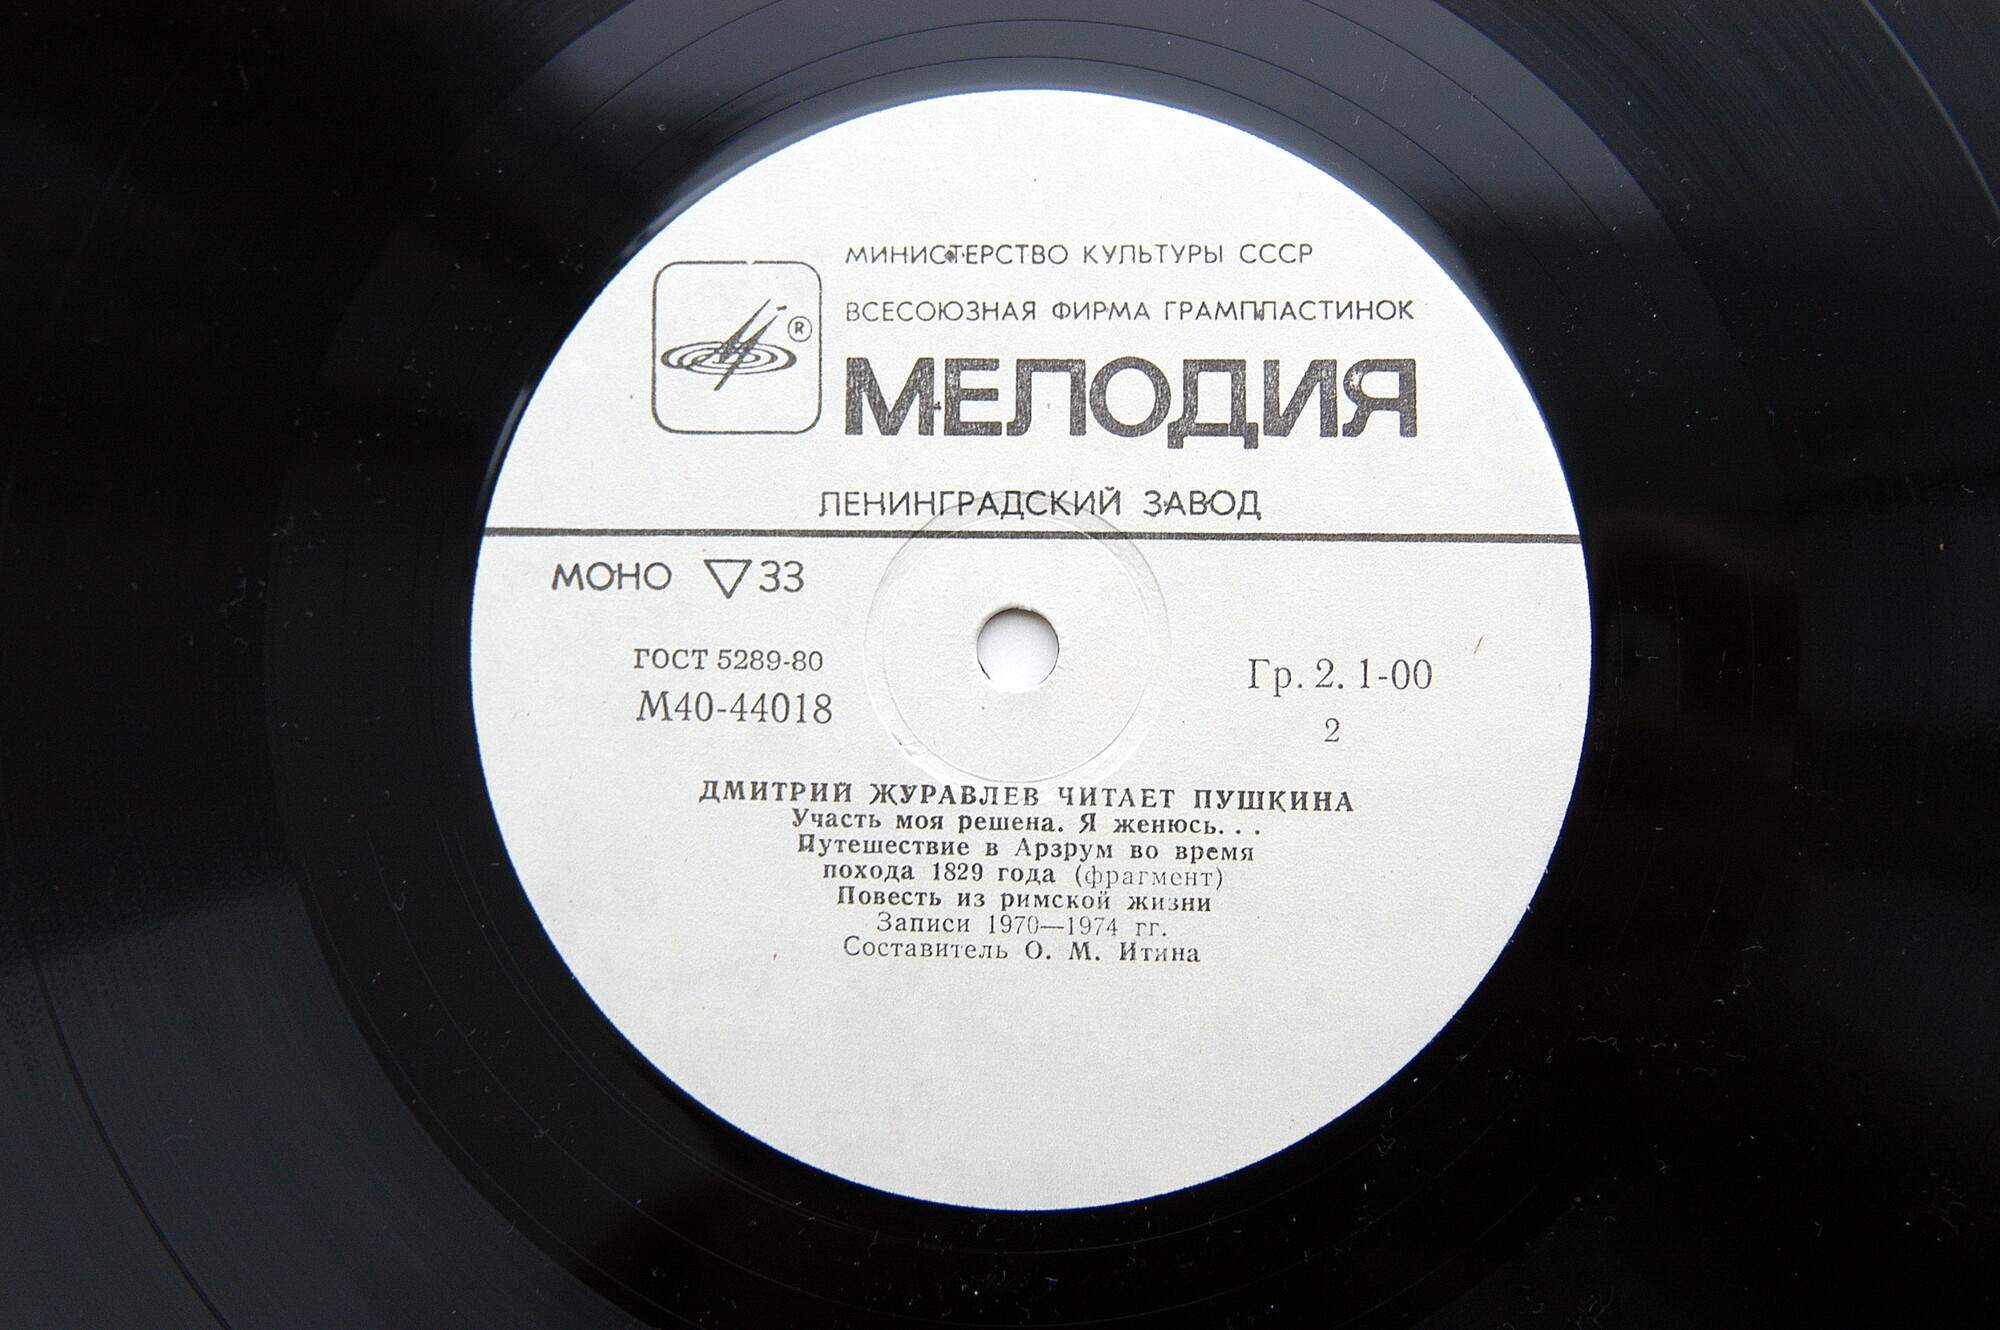 МИНИСТЕРСТВО КУЛЬТУРЫ СССР
ВСЕСОЮЗНАЯ ФИРМА ГРАМПЛАСТИНОК
®
МЕЛОДИЯ
ЛЕНИНГРАДСКИЙ ЗАВОД
МОНО ▽33
ГОСТ 5289-80
М40-44018
Гр. 2. 1-00
2
ДМИТРИЙ ЖУРАВЛЕВ ЧИТАЕТ ПУШКИНА
Участь моя решена. Я женюсь. . .
Путешествие в Арзрум во время
похода 1829 года (фрагмент)
Повесть из римской жизни
Записи 1970—1974 гг.
Составитель О. М. Итина